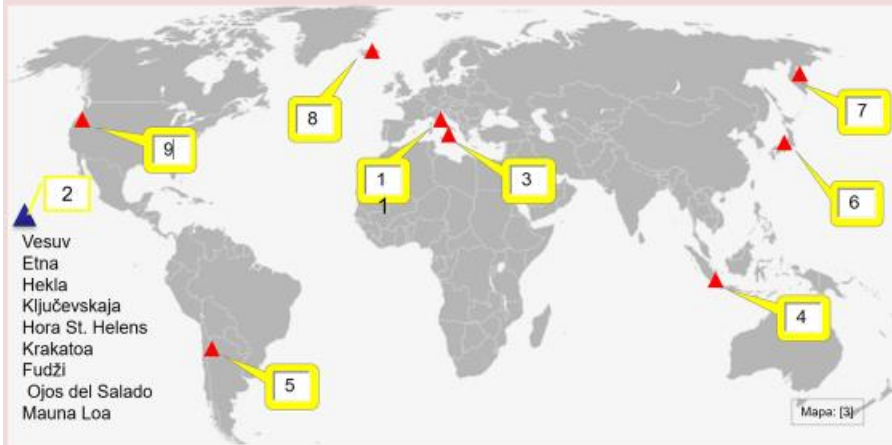 8
7
9
1
1
3
6
2
Vesuv
Etna
Hekla
Ključevskaja
Hora St. Helens
Krakatoa
Fudži
Ojos del Salado
Mauna Loa
4
5
Mapa: [3]